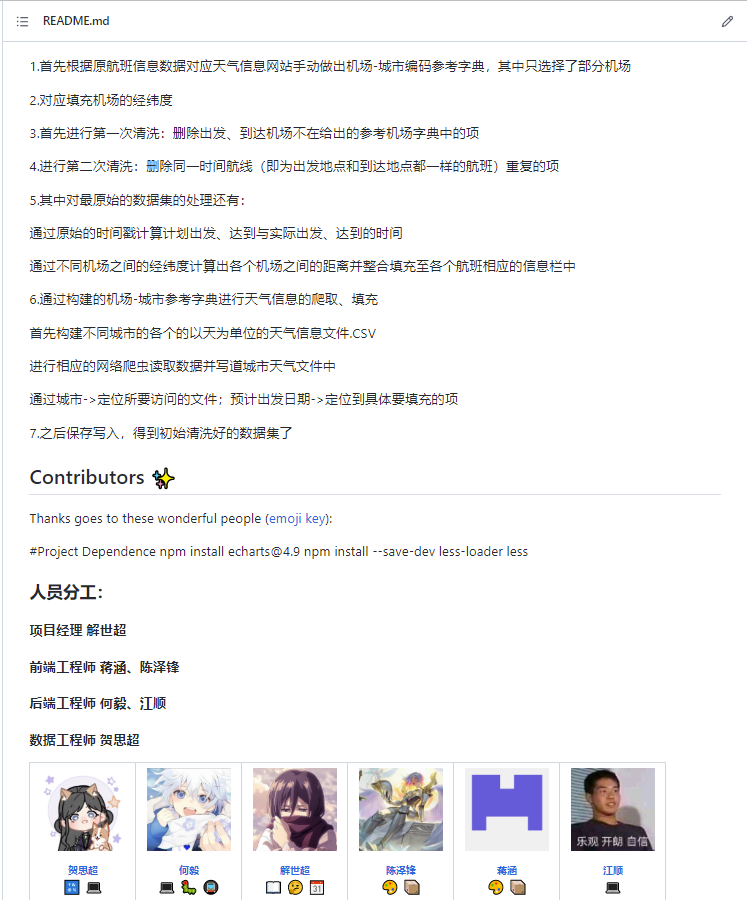 README.md
1.首先根据原航班信息数据对应天气信息网站手动做出机场-城市编码参考字典，其中只选择了部分机场
2.对应填充机场的经纬度
3.首先进行第一次清洗：删除出发、到达机场不在给出的参考机场字典中的项
4.进行第二次清洗：删除同一时间航线（即为出发地点和到达地点都一样的航班）重复的项
5.其中对最原始的数据集的处理还有：
通过原始的时间戳计算计划出发、达到与实际出发、达到的时间
通过不同机场之间的经纬度计算出各个机场之间的距离并整合填充至各个航班相应的信息栏中
6.通过构建的机场-城市参考字典进行天气信息的爬取、填充
首先构建不同城市的各个的以天为单位的天气信息文件.CSV
进行相应的网络爬虫读取数据并写道城市天气文件中
通过城市->定位所要访问的文件；预计出发日期->定位到具体要填充的项
7.之后保存写入，得到初始清洗好的数据集了
Contributors ✨
Thanks goes to these wonderful people (emoji key):
#Project Dependence npm install echarts@4.9 npm install --save-dev less-loader less
人员分工：
项目经理 解世超
前端工程师 蒋涵、陈泽锋
后端工程师 何毅、江顺
数据工程师 贺思超
乐观 开朗 自信
贺思超 何毅 解世超 陈泽锋 蒋涵 江顺
31